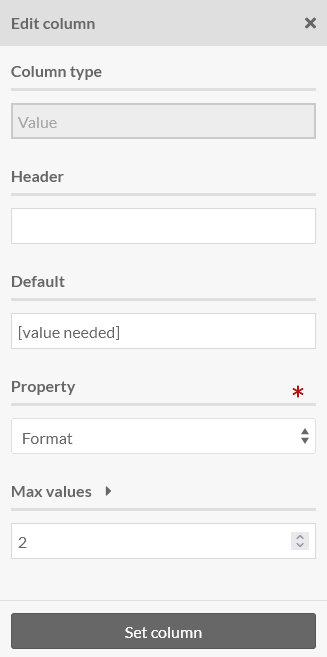 Edit column
Column type
Value
Header
Default
[value needed]
Property *
Format
Max values
2
Set column